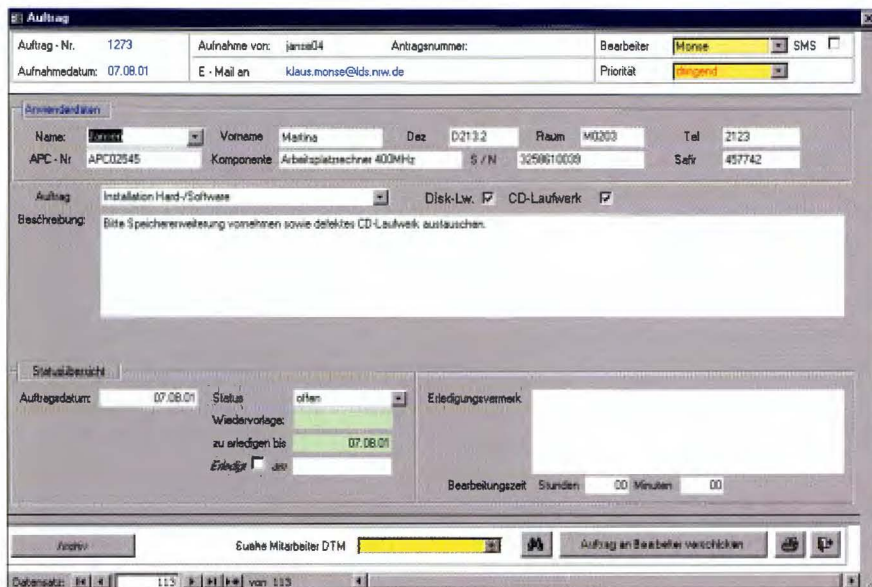 Auftrag
Auftrag - Nr. 1273 Aufnahme von: jansa04 Antragsnummer: Bearbeiter Monse SMS
Aufnahmedatum: 07.08.01 E - Mail an klaus.monse@lds.nrw.de Priorität dringend
Anwenderdaten
Name: Vorname Martina Dez D213.2 Raum M0203 Tel 2123
APC - Nr APC02545 Komponente Arbeitsplatzrechner 400MHz S / N 3259610039 Safir 457742
Auftrag Installation Hard-/Software Disk-Lw. CD-Laufwerk
Beschreibung: Bitte Speichererweiterung vornehmen sowie defektes CD-Laufwerk austauschen.
Statusübersicht
Auftragsdatum: 07.08.01 Status offen Erledigungsvermerk
Wiedervorlage:
zu erledigen bis 07.08.01
Erledigt am
Bearbeitungszeit Stunden 00 Minuten 00
Archiv Suche Mitarbeiter DTM Auftrag an Bearbeiter verschicken
Datensatz: 113 von 113